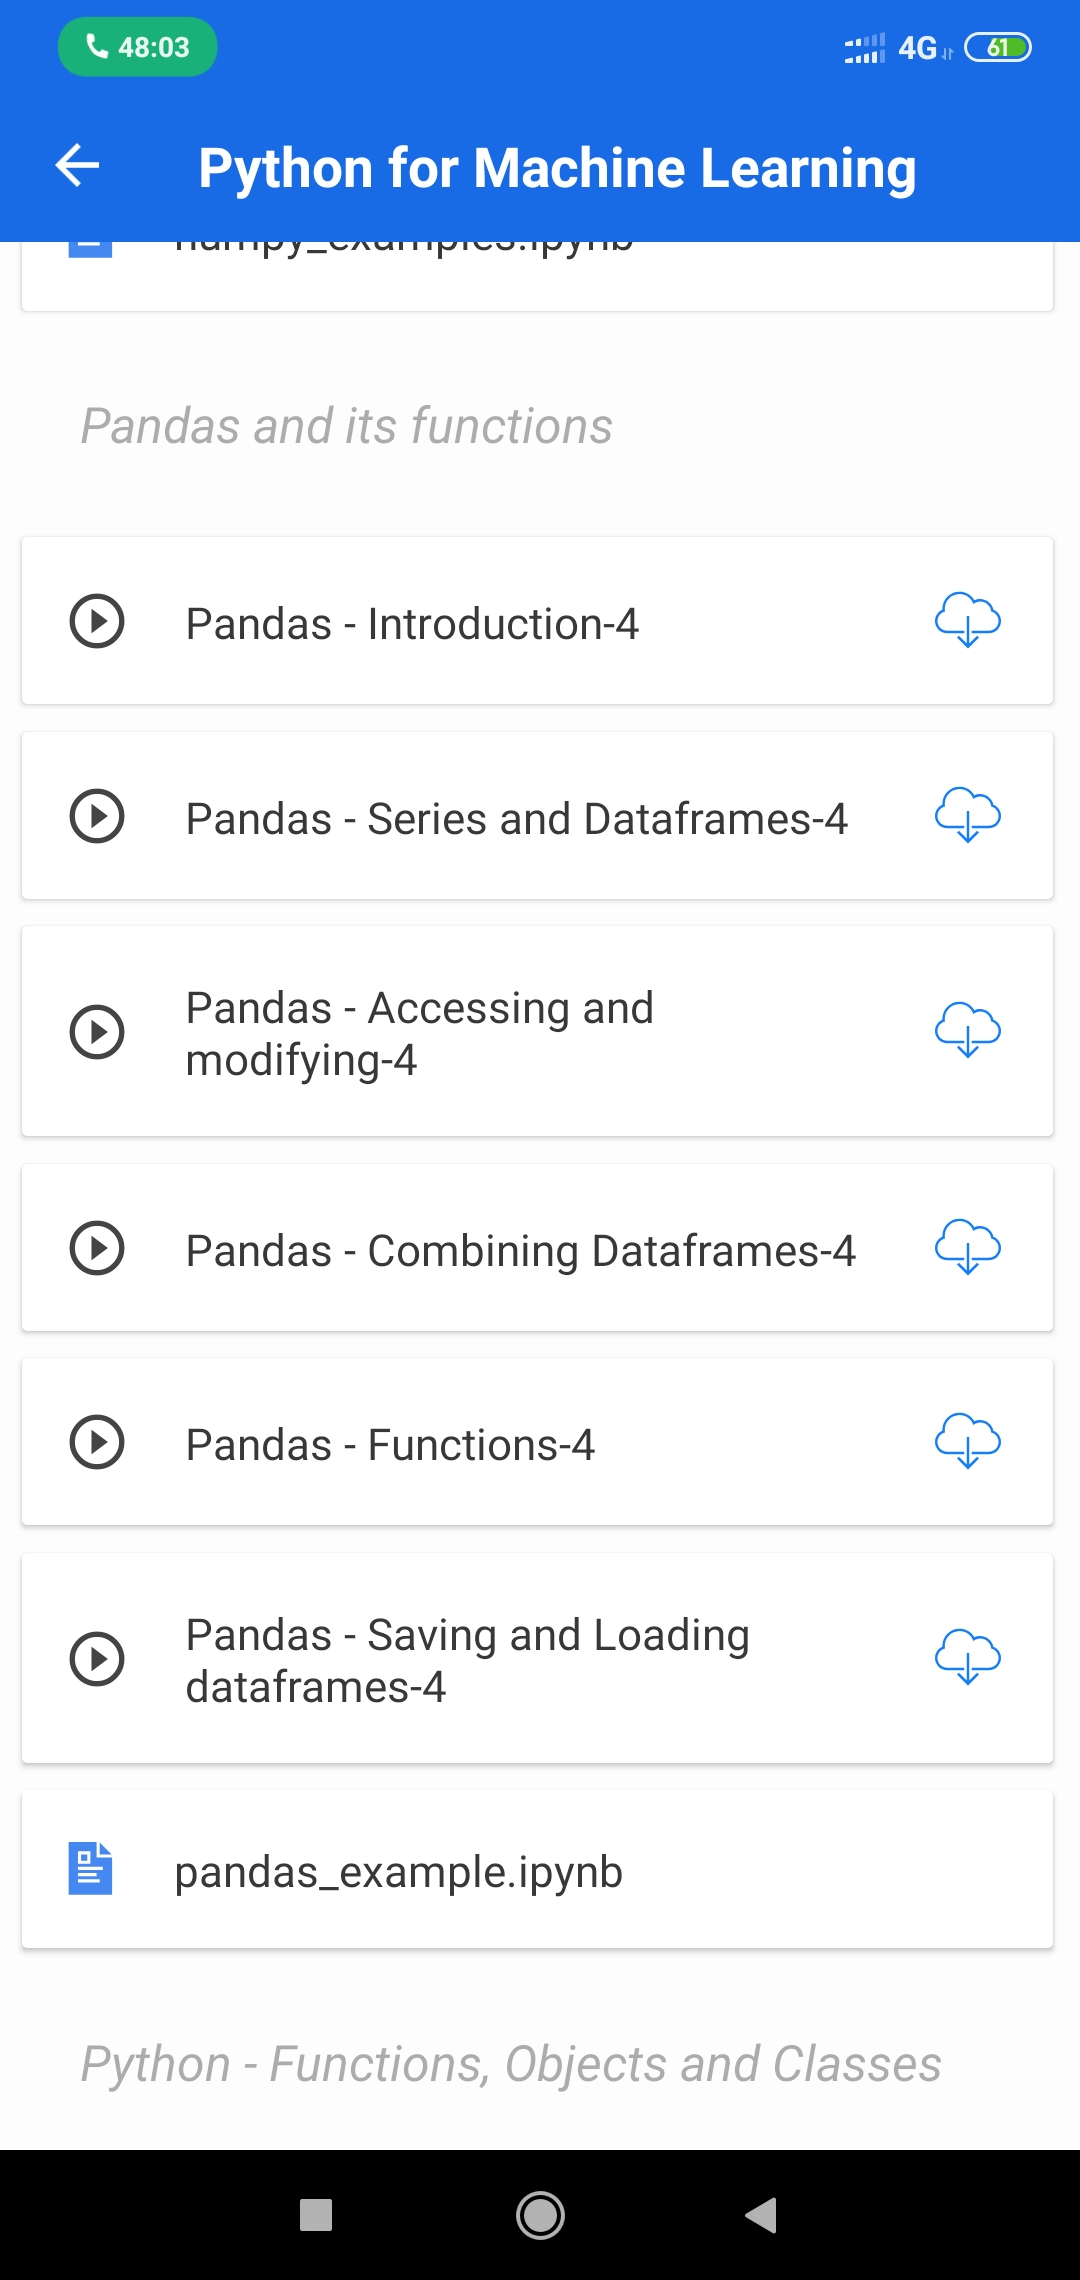 48:03
4G
61
Python for Machine Learning
numpy_examples.ipynb
Pandas and its functions
Pandas - Introduction-4
Pandas - Series and Dataframes-4
Pandas - Accessing and
modifying-4
Pandas - Combining Dataframes-4
Pandas - Functions-4
Pandas - Saving and Loading
dataframes-4
pandas_example.ipynb
Python - Functions, Objects and Classes